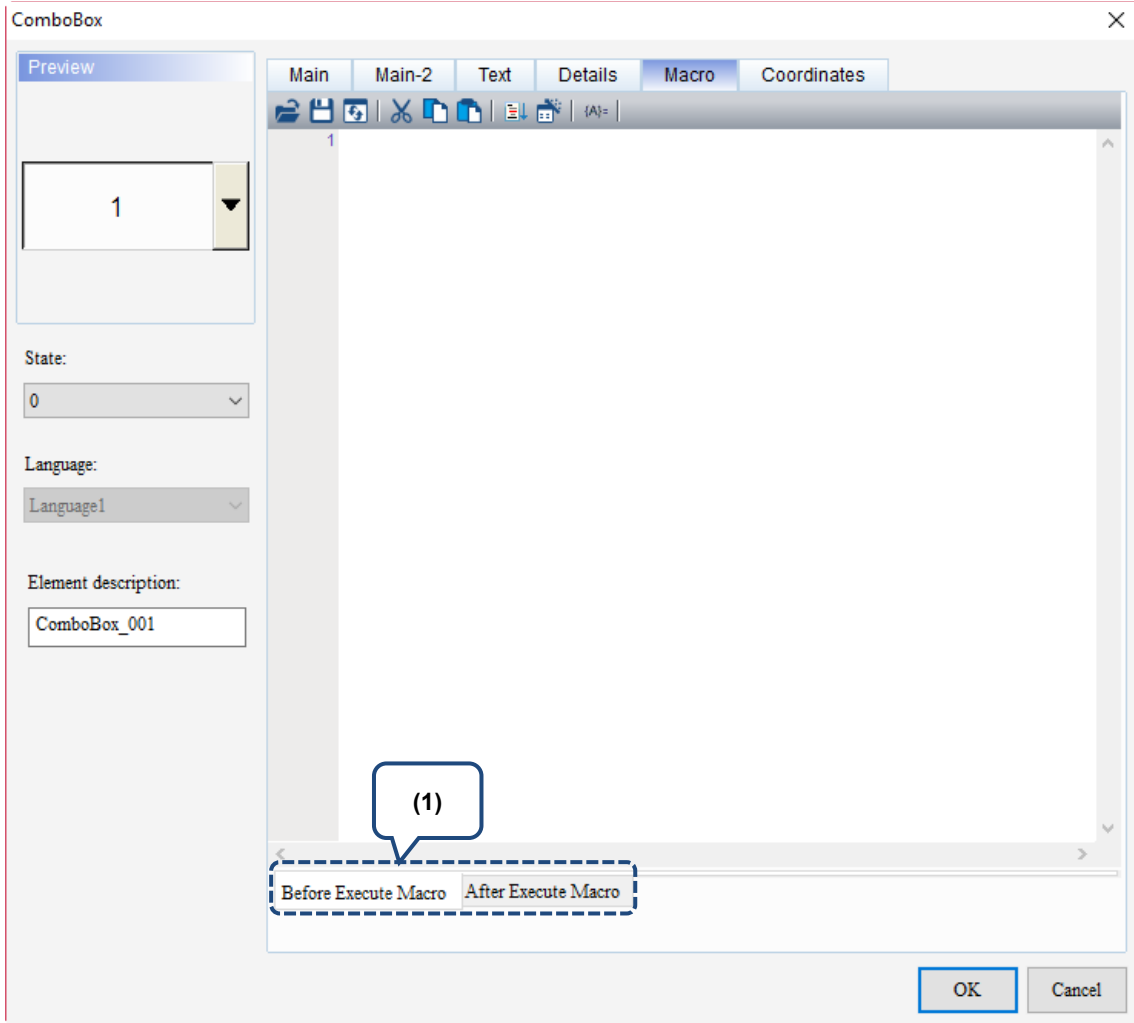 ComboBox
Preview
Main Main-2 Text Details Macro Coordinates
{A}=
1
1
State:
0
Language:
Language1
Element description:
ComboBox_001
(1)
Before Execute Macro After Execute Macro
OK Cancel